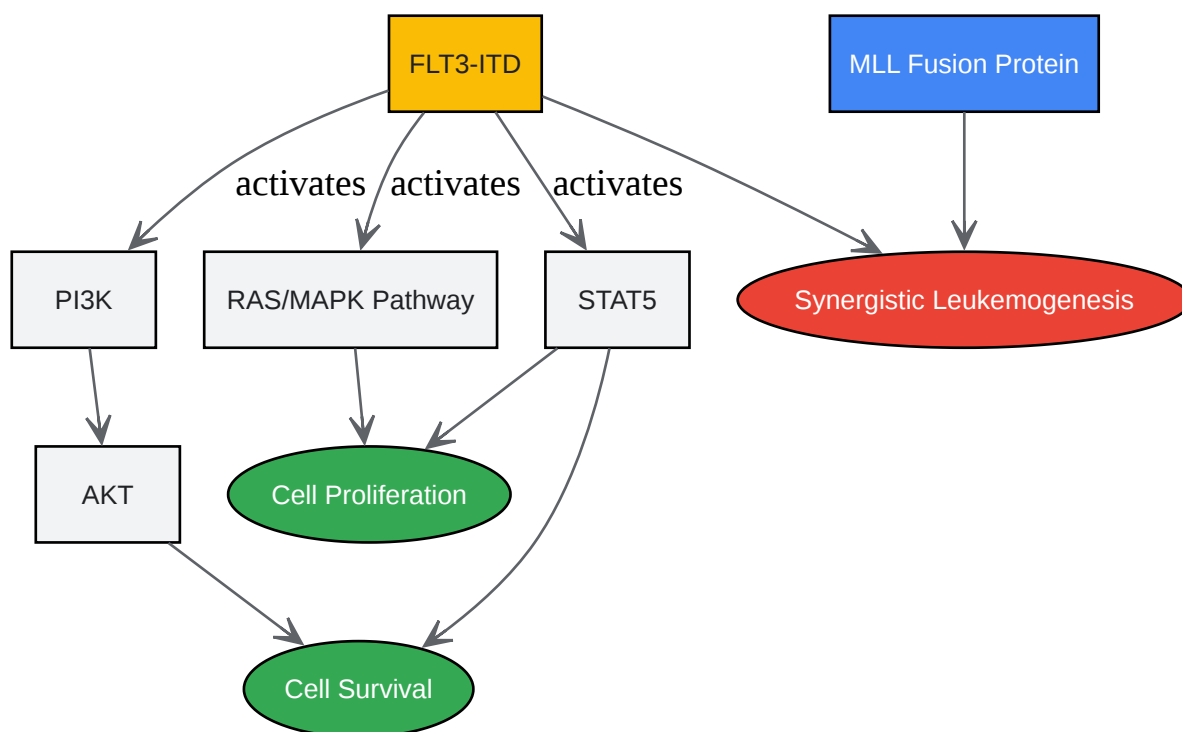 FLT3-ITD
MLL Fusion Protein
activates
activates
activates
PI3K
RAS/MAPK Pathway
STAT5
Synergistic Leukemogenesis
AKT
Cell Proliferation
Cell Survival